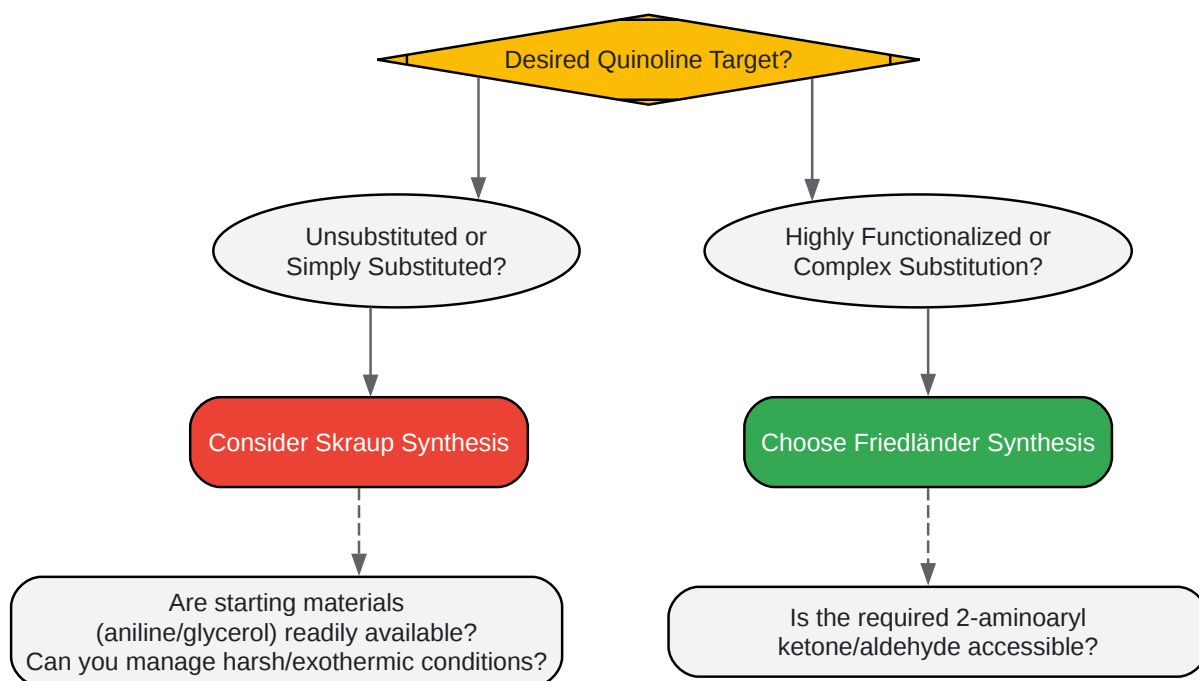 Desired Quinoline Target?
Unsubstituted or
Simply Substituted?
Highly Functionalized or
Complex Substitution?
Consider Skraup Synthesis
Choose Friedländer Synthesis
Are starting materials
(aniline/glycerol) readily available?
Can you manage harsh/exothermic conditions?
Is the required 2-aminoaryl
ketone/aldehyde accessible?